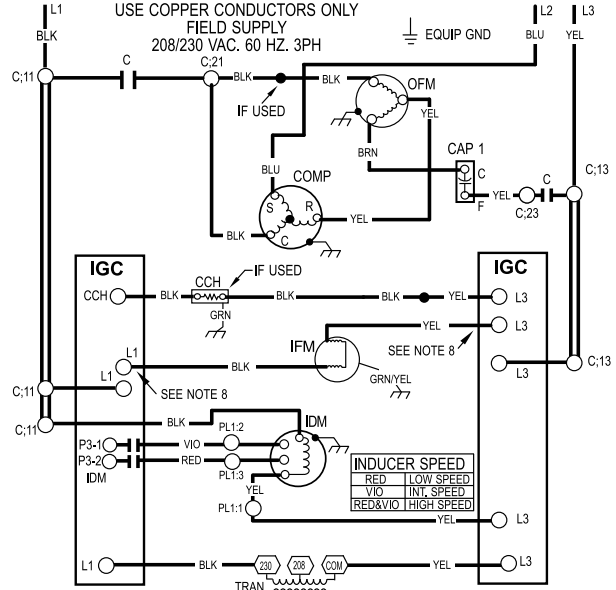 L1
USE COPPER CONDUCTORS ONLY
FIELD SUPPLY
208/230 VAC. 60 HZ. 3PH
EQUIP GND
L2
L3
BLK
BLU
YEL
C;11
C
C;21
BLK
BLK
IF USED
OFM
YEL
BRN
CAP 1
C
F
YEL
C
C;13
C;23
BLU
COMP
S
R
C
YEL
BLK
IGC
IGC
CCH
BLK
CCH
IF USED
BLK
BLK
YEL
L3
GRN
YEL
L3
L1
BLK
IFM
SEE NOTE 8
GRN/YEL
L3
C;13
C;11
L1
SEE NOTE 8
C;11
BLK
IDM
P3-1
VIO
PL1:2
P3-2
RED
PL1:3
IDM
YEL
PL1:1
INDUCER SPEED
RED LOW SPEED
VIO INT. SPEED
RED&VIO HIGH SPEED
YEL
L3
L1
BLK
230
208
COM
YEL
L3
TRAN